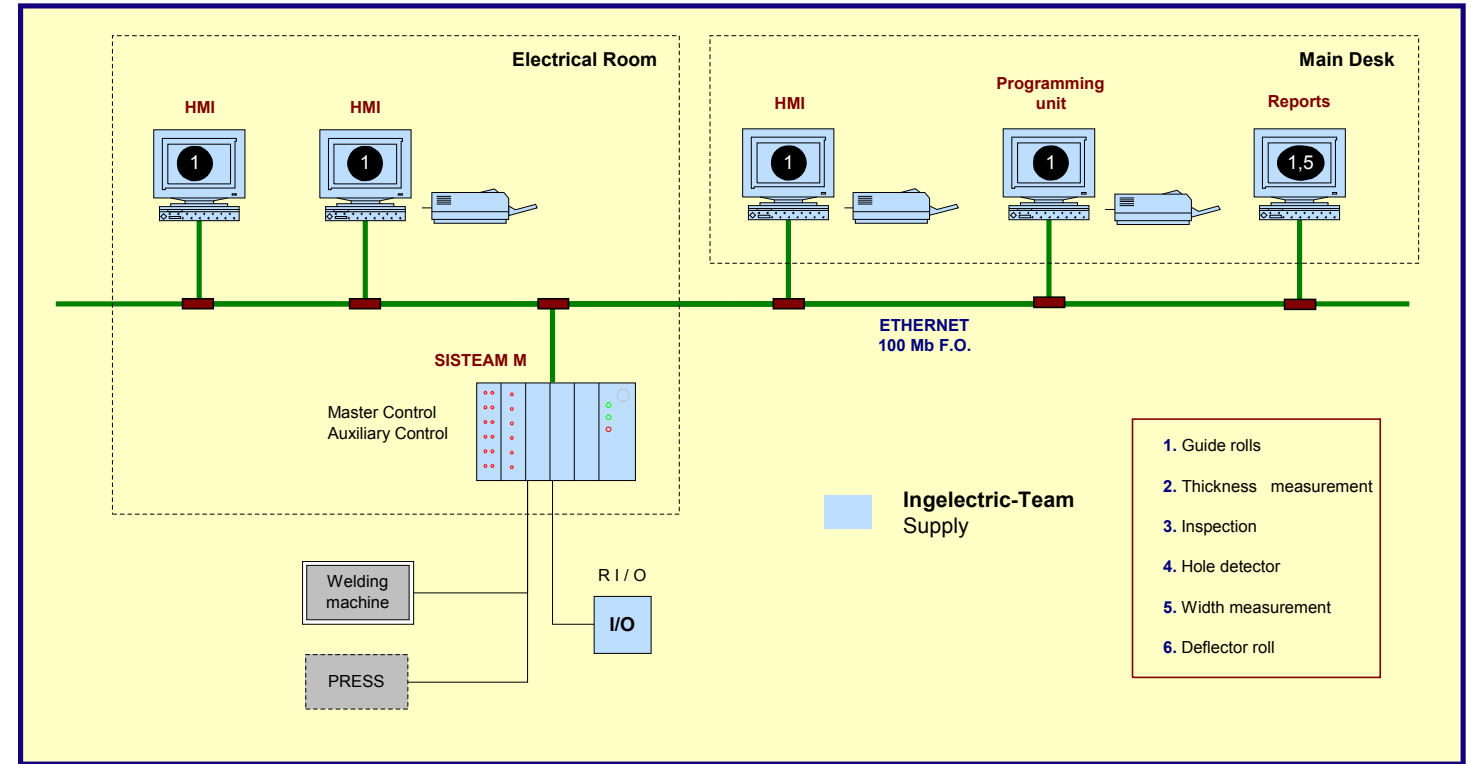 Electrical Room
Main Desk
HMI
HMI
HMI
Programming
unit
Reports
1
1
1
1
1,5
ETHERNET
100 Mb F.O.
SISTEAM M
Master Control
Auxiliary Control
1. Guide rolls
2. Thickness measurement
3. Inspection
4. Hole detector
5. Width measurement
6. Deflector roll
Ingelectric-Team
Supply
Welding
machine
R I / O
I/O
PRESS